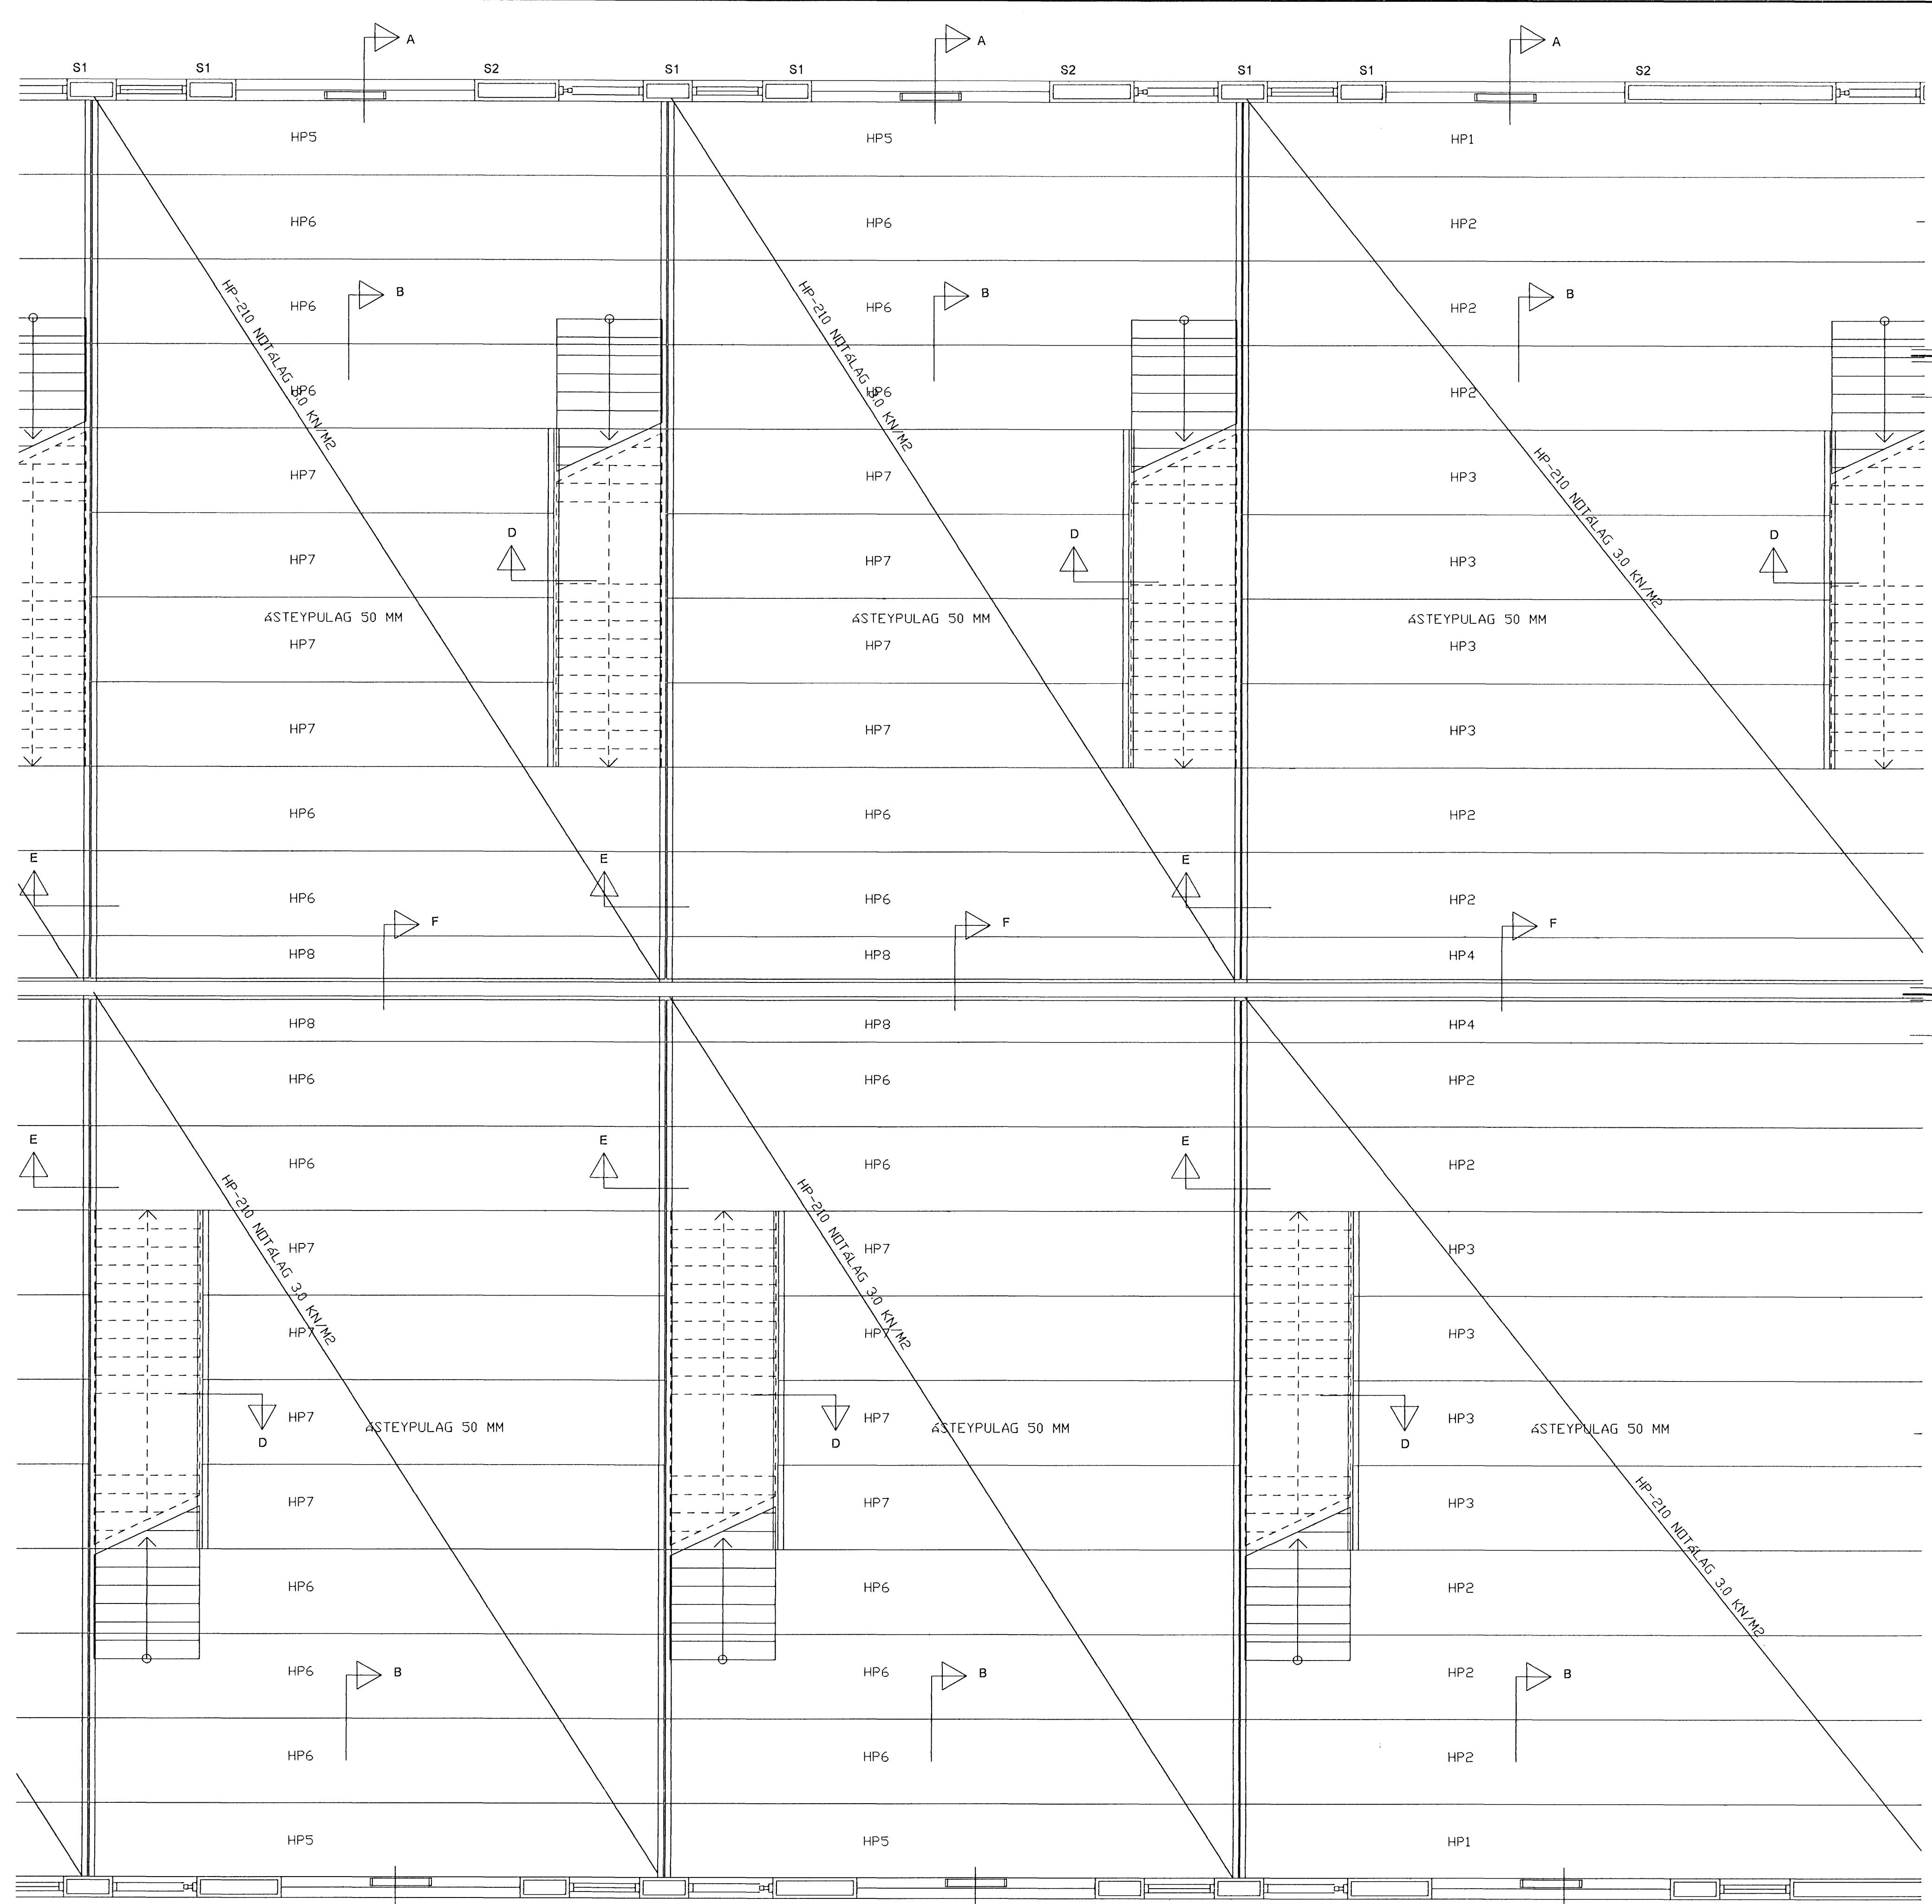 A A A
S1 S1 S2 S1 S1 S2 S1 S1 S2
HP5 HP5 HP1
HP6 HP6 HP2
B B B
HP6 HP6 HP2
HP-210 NOTÁLAG 3.0 KN/M2
HP-210 NOTÁLAG 3.0 KN/M2
HP6 HP6 HP2
HP7 HP7 HP3
HP-210 NOTÁLAG 3.0 KN/M2
D D D
HP7 HP7 HP3
ÁSTEYPULAG 50 MM ÁSTEYPULAG 50 MM ÁSTEYPULAG 50 MM
HP7 HP7 HP3
HP7 HP7 HP3
HP6 HP6 HP2
E E E
HP6 HP6 HP2
F F F
HP8 HP8 HP4
HP8 HP8 HP4
HP6 HP6 HP2
E E E
HP6 HP6 HP2
HP-210 NOTÁLAG 3.0 KN/M2
HP-210 NOTÁLAG 3.0 KN/M2
HP7 HP7 HP3
HP7 HP7 HP3
HP7 HP7 HP3
ÁSTEYPULAG 50 MM ÁSTEYPULAG 50 MM ÁSTEYPULAG 50 MM
D D D
HP7 HP7 HP3
HP-210 NOTÁLAG 3.0 KN/M2
HP6 HP6 HP2
HP6 HP6 HP2
B B B
HP6 HP6 HP2
HP5 HP5 HP1